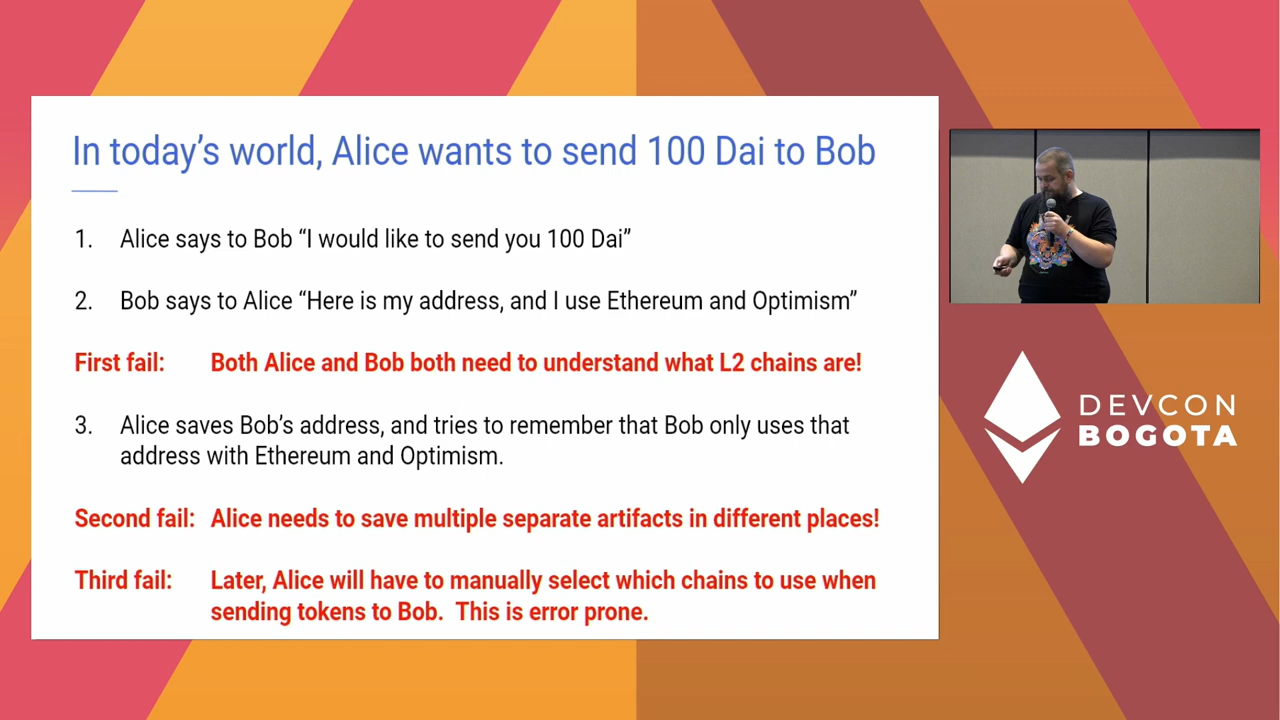 In today’s world, Alice wants to send 100 Dai to Bob
1. Alice says to Bob “I would like to send you 100 Dai”
2. Bob says to Alice “Here is my address, and I use Ethereum and Optimism”
First fail: Both Alice and Bob both need to understand what L2 chains are!
3. Alice saves Bob’s address, and tries to remember that Bob only uses that
address with Ethereum and Optimism.
Second fail: Alice needs to save multiple separate artifacts in different places!
Third fail: Later, Alice will have to manually select which chains to use when
sending tokens to Bob. This is error prone.
DEVCON
BOGOTA